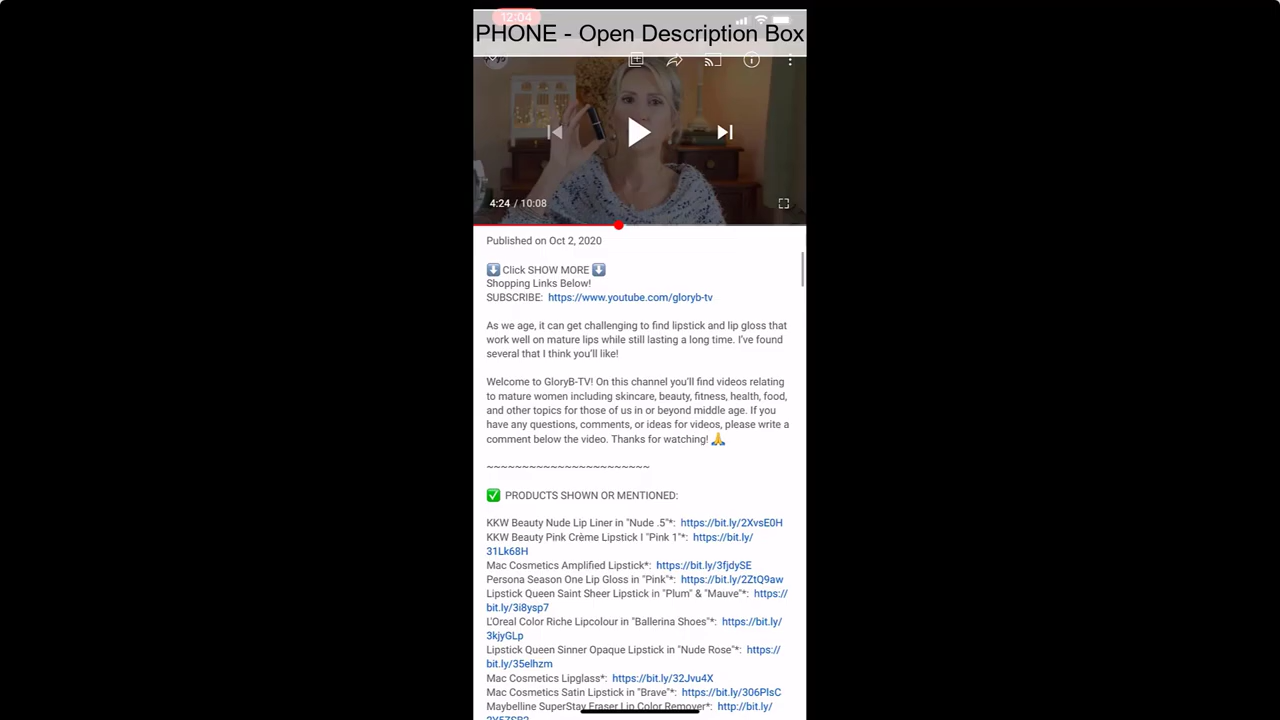 12:04
PHONE - Open Description Box
4:24 / 10:08
Published on Oct 2, 2020
⬇️ Click SHOW MORE ⬇️
Shopping Links Below!
SUBSCRIBE: https://www.youtube.com/gloryb-tv
As we age, it can get challenging to find lipstick and lip gloss that
work well on mature lips while still lasting a long time. I've found
several that I think you'll like!
Welcome to GloryB-TV! On this channel you'll find videos relating
to mature women including skincare, beauty, fitness, health, food,
and other topics for those of us in or beyond middle age. If you
have any questions, comments, or ideas for videos, please write a
comment below the video. Thanks for watching! 🙏
~~~~~~~~~~~~~~~~~~~~~~~
✅ PRODUCTS SHOWN OR MENTIONED:
KKW Beauty Nude Lip Liner in "Nude .5"*: https://bit.ly/2XvsE0H
KKW Beauty Pink Crème Lipstick I "Pink 1"*: https://bit.ly/
31Lk68H
Mac Cosmetics Amplified Lipstick*: https://bit.ly/3fjdySE
Persona Season One Lip Gloss in "Pink"*: https://bit.ly/2ZtQ9aw
Lipstick Queen Saint Sheer Lipstick in "Plum" & "Mauve"*: https://
bit.ly/3i8ysp7
L'Oreal Color Riche Lipcolour in "Ballerina Shoes"*: https://bit.ly/
3kjyGLp
Lipstick Queen Sinner Opaque Lipstick in "Nude Rose"*: https://
bit.ly/35elhzm
Mac Cosmetics Lipglass*: https://bit.ly/32Jvu4X
Mac Cosmetics Satin Lipstick in "Brave"*: https://bit.ly/306PlsC
Maybelline SuperStay Eraser Lip Color Remover*: http://bit.ly/